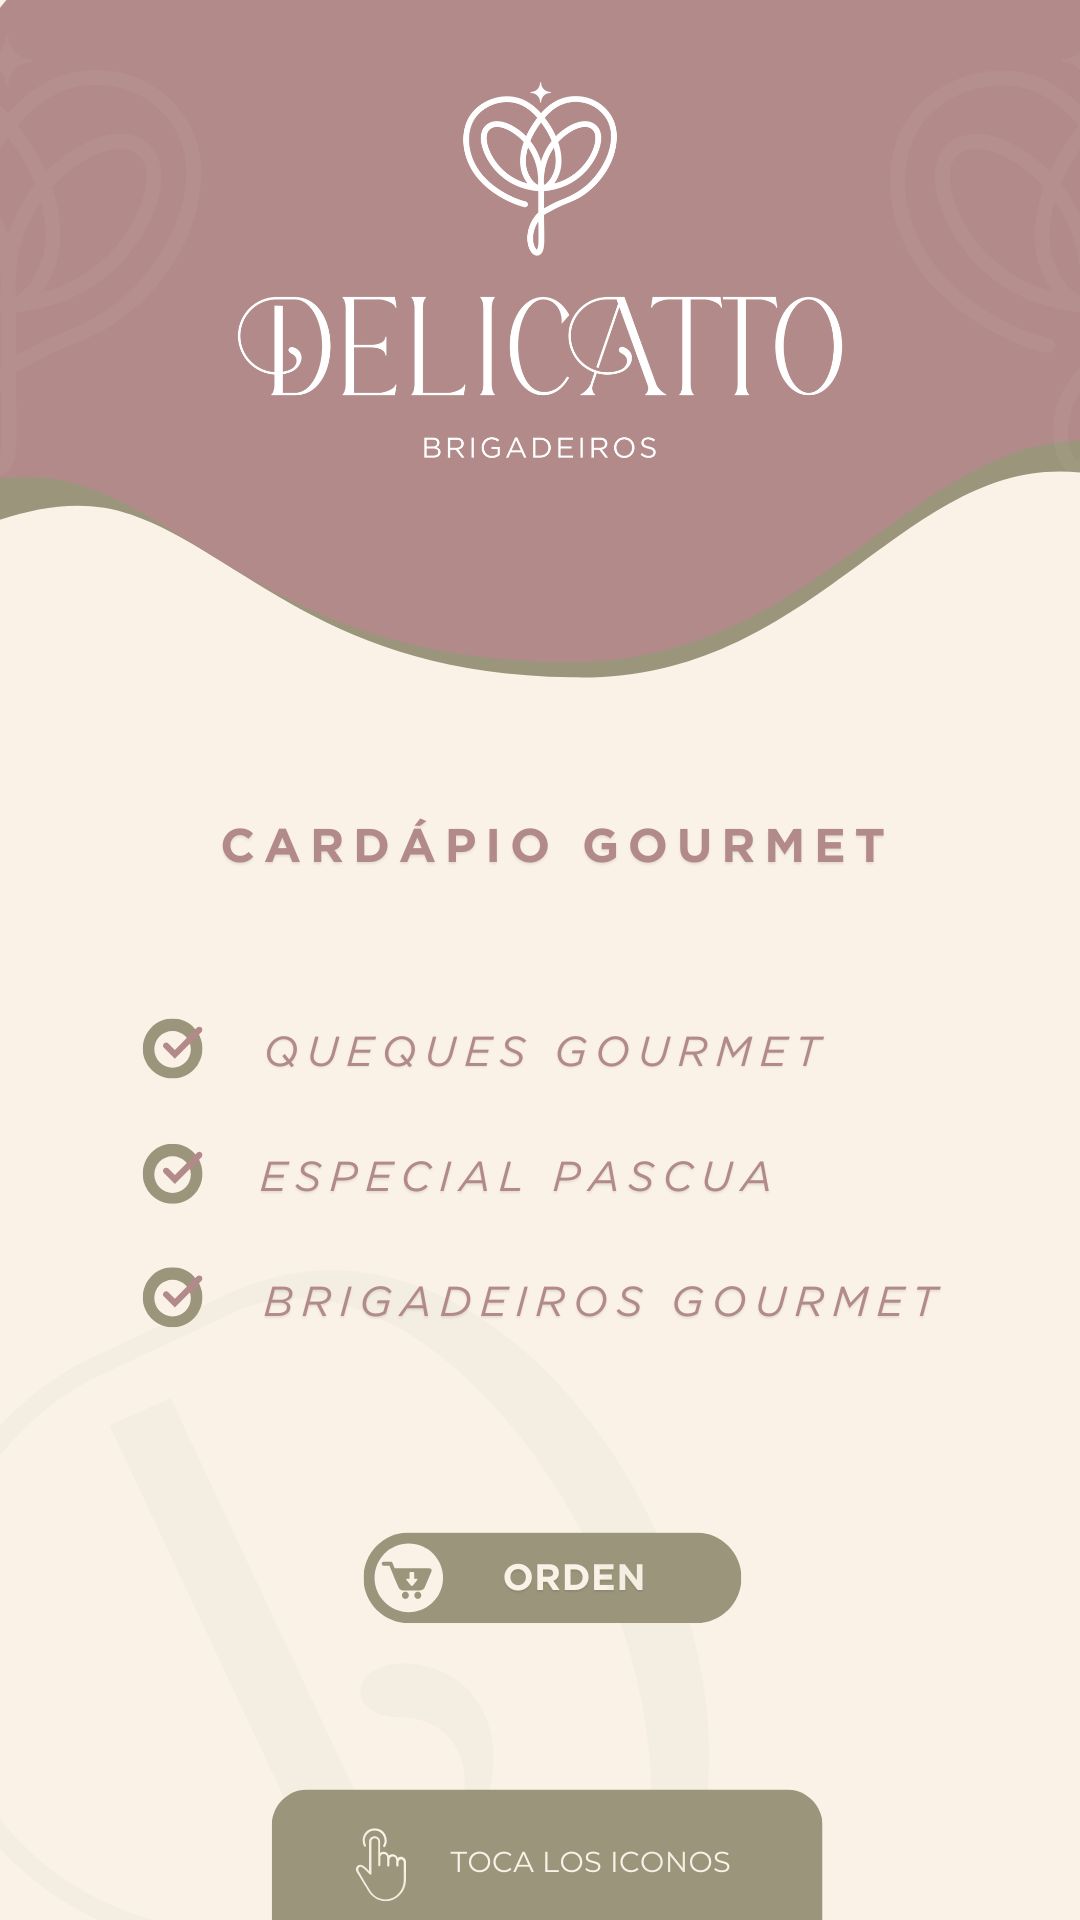 DELICATTO
BRIGADEIROS
CARDÁPIO GOURMET
QUEQUES GOURMET
ESPECIAL PASCUA
BRIGADEIROS GOURMET
ORDEN
TOCA LOS ICONOS